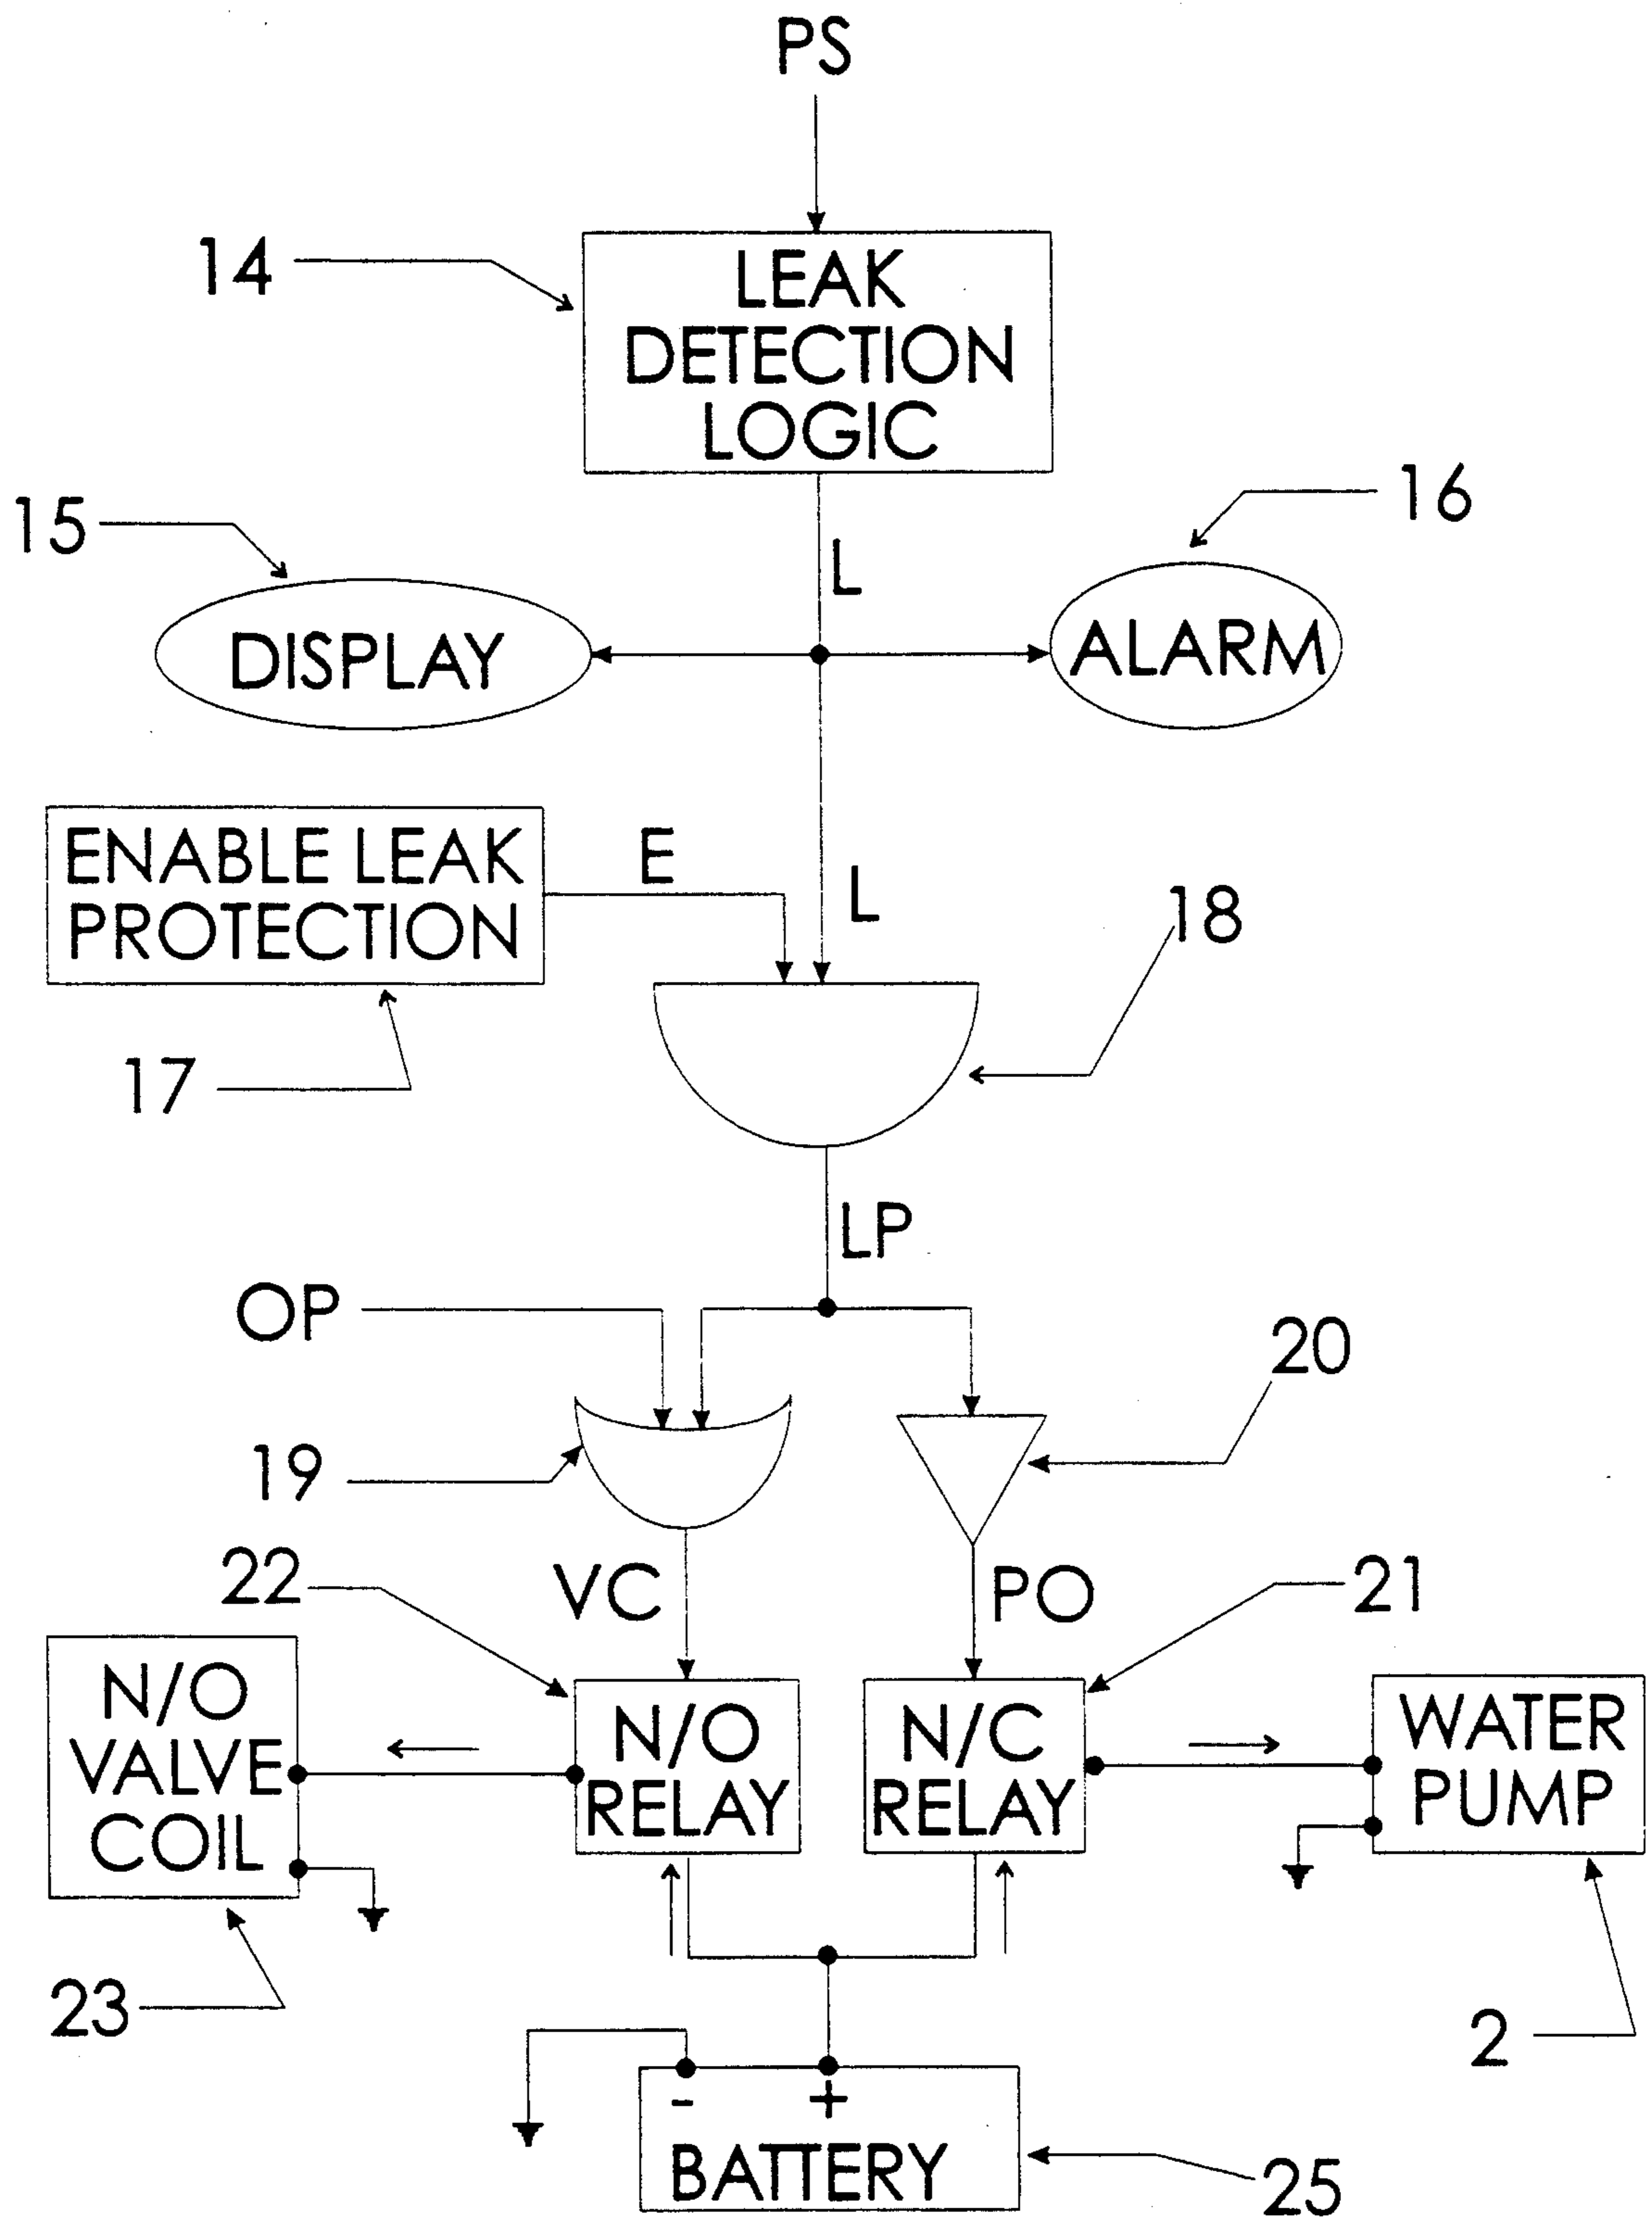 PS
14
LEAK
DETECTION
LOGIC
15
16
L
DISPLAY
ALARM
ENABLE LEAK
PROTECTION
E
L
18
17
LP
OP
20
19
22
VC
PO
21
N/O
VALVE
COIL
N/O
RELAY
N/C
RELAY
WATER
PUMP
23
2
- +
BATTERY
25